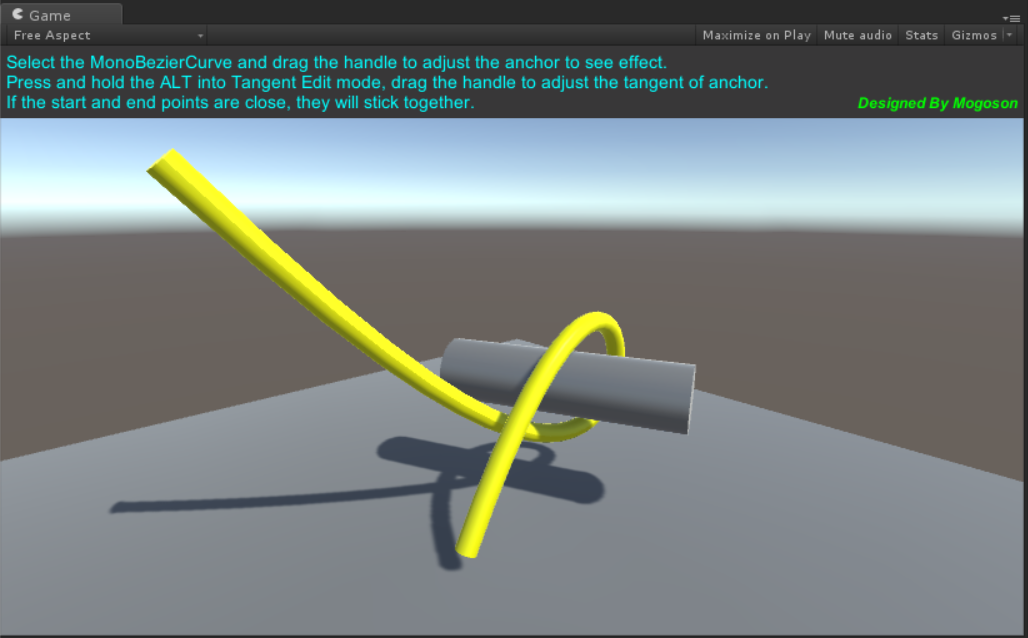 Game
Free Aspect
Maximize on Play Mute audio Stats Gizmos
Select the MonoBezierCurve and drag the handle to adjust the anchor to see effect.
Press and hold the ALT into Tangent Edit mode, drag the handle to adjust the tangent of anchor.
If the start and end points are close, they will stick together.
Designed By Mogoson